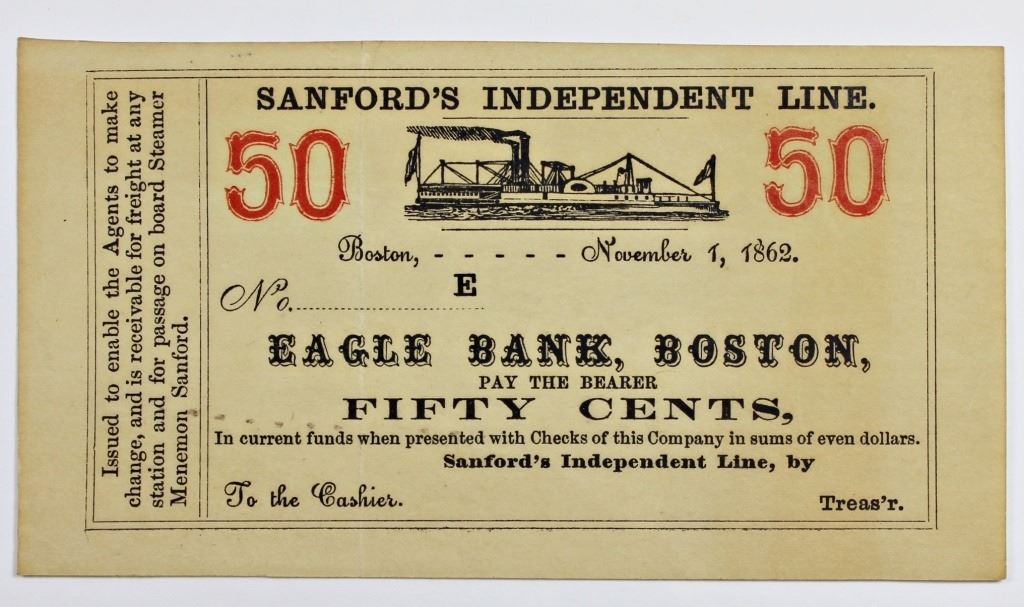 SANFORD'S INDEPENDENT LINE.
50 50
Boston, - - - - - November 1, 1862.
E
No.
EAGLE BANK, BOSTON,
PAY THE BEARER
FIFTY CENTS,
In current funds when presented with Checks of this Company in sums of even dollars.
Sanford's Independent Line, by
To the Cashier. Treas'r.
Issued to enable the Agents to make
change, and is receivable for freight at any
station and for passage on board Steamer
Menemon Sanford.